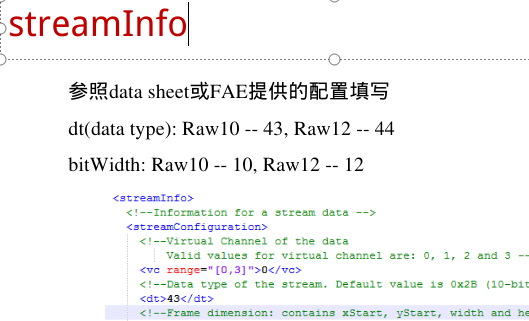 streamInfo
参照data sheet或FAE提供的配置填写
dt(data type): Raw10 -- 43, Raw12 -- 44
bitWidth: Raw10 -- 10, Raw12 -- 12
<streamInfo>
<!--Information for a stream data -->
<streamConfiguration>
<!--Virtual Channel of the data
Valid values for virtual channel are: 0, 1, 2 and 3 --
<vc range="[0,3]">0</vc>
<!--Data type of the stream. Default value is 0x2B (10-bit
<dt>43</dt>
<!--Frame dimension: contains xStart, yStart, width and he